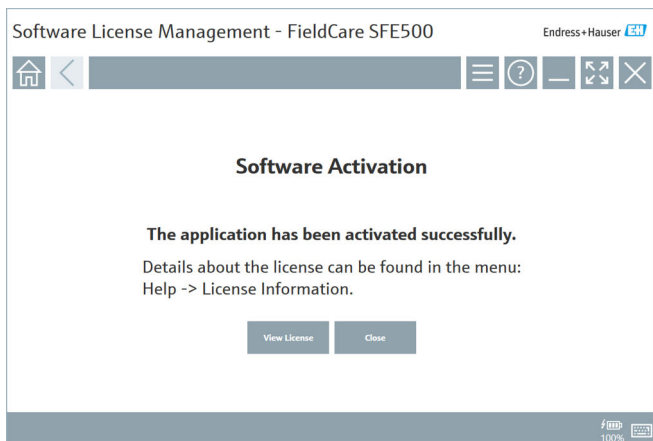 Software License Management - FieldCare SFE500
Endress+Hauser EH
?
Software Activation
The application has been activated successfully.
Details about the license can be found in the menu:
Help -> License Information.
View License
Close
100%